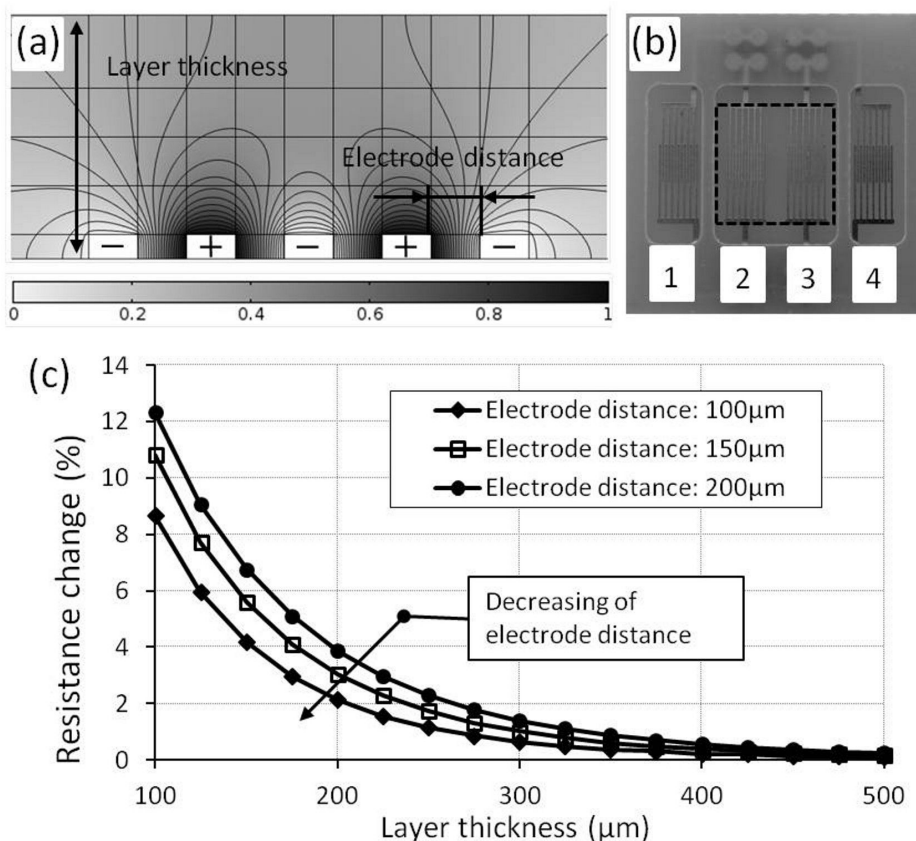 (a)
Layer thickness
Electrode distance
− + − + −
0 0.2 0.4 0.6 0.8 1
(b)
1 2 3 4
(c)
Resistance change (%)
14
12
10
8
6
4
2
0
Electrode distance: 100µm
Electrode distance: 150µm
Electrode distance: 200µm
Decreasing of
electrode distance
100 200 300 400 500
Layer thickness (µm)